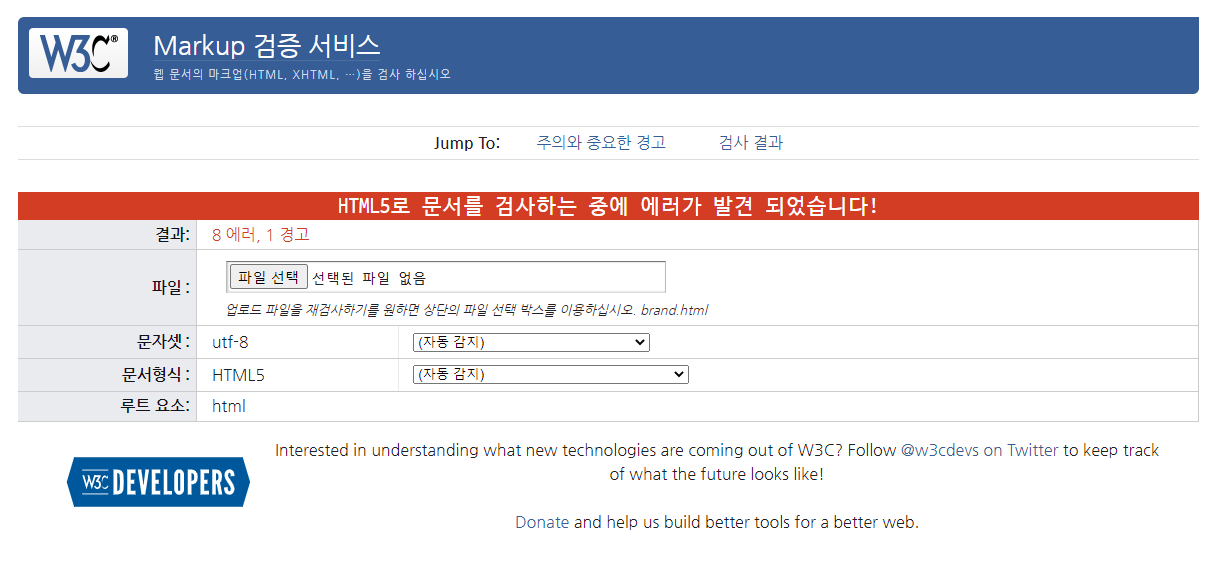 W3C®
Markup 검증 서비스
웹 문서의 마크업(HTML, XHTML, …)을 검사 하십시오
Jump To: 주의와 중요한 경고 검사 결과
HTML5로 문서를 검사하는 중에 에러가 발견 되었습니다!
결과: 8 에러, 1 경고
파일 : 파일 선택 선택된 파일 없음
업로드 파일을 재검사하기를 원하면 상단의 파일 선택 박스를 이용하십시오. brand.html
문자셋 : utf-8 (자동 감지)
문서형식 : HTML5 (자동 감지)
루트 요소: html
W3C DEVELOPERS
Interested in understanding what new technologies are coming out of W3C? Follow @w3cdevs on Twitter to keep track
of what the future looks like!
Donate and help us build better tools for a better web.